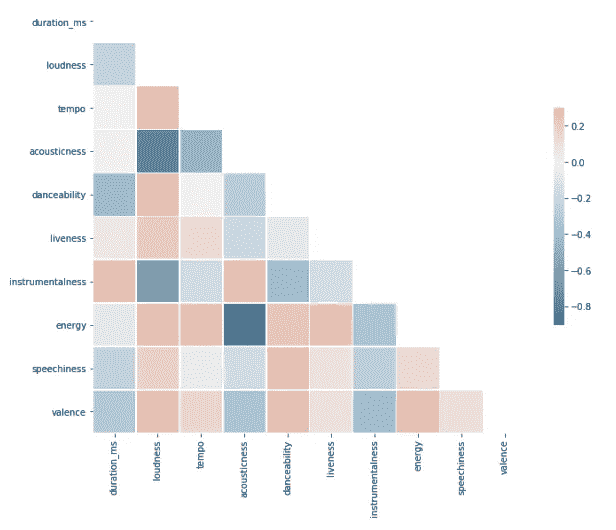 duration_ms
loudness
tempo
acousticness
danceability
liveness
instrumentalness
energy
speechiness
valence
0.2
0.0
−0.2
−0.4
−0.6
−0.8
duration_ms
loudness
tempo
acousticness
danceability
liveness
instrumentalness
energy
speechiness
valence